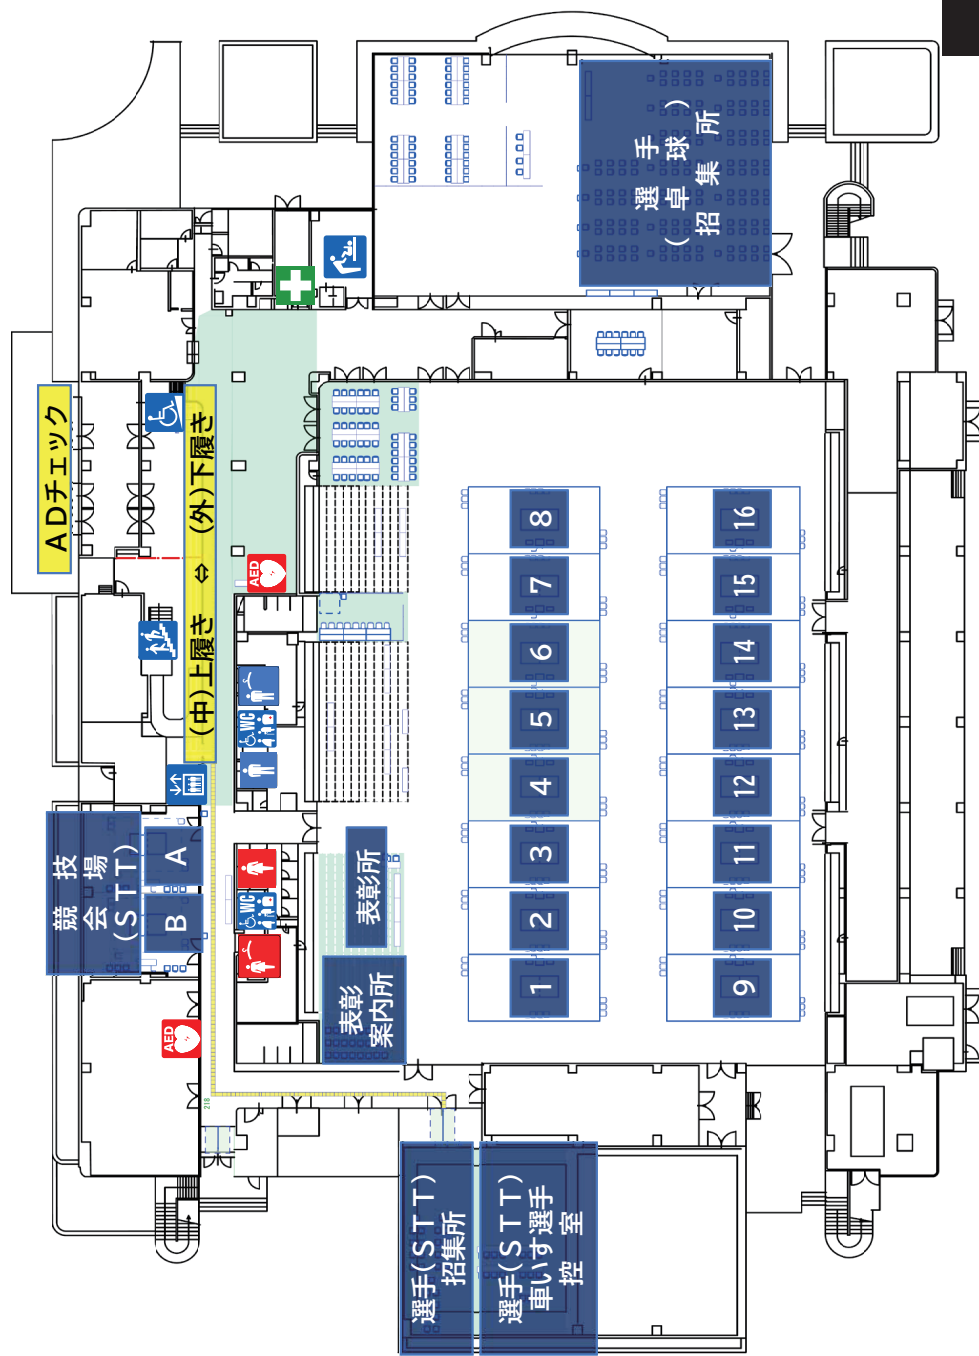 ADチェック
(中)上履き ⇔ (外)下履き
AED
WC
WC
AED
競技
会場
(STT)
A
B
218
表彰所
表彰
案内所
選手
(卓球
招集所)
1
2
3
4
5
6
7
8
9
10
11
12
13
14
15
16
選手(STT)
招集所
選手(STT)
車いす選手
控室